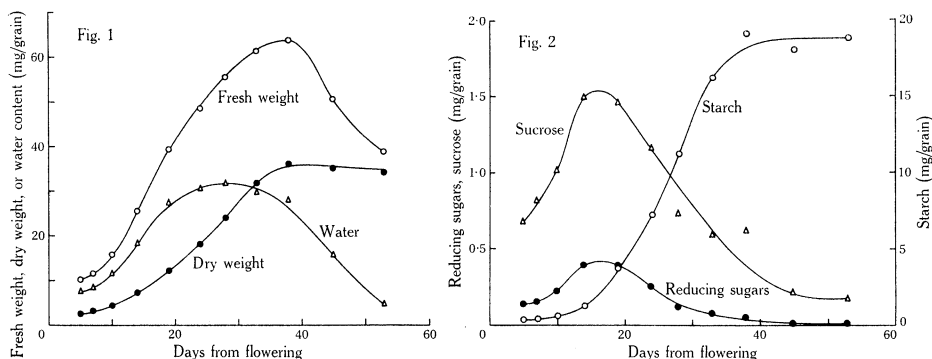 Fig. 1
Fresh weight, dry weight, or water content (mg/grain)
60
40
20
0
Fresh weight
Water
Dry weight
0 20 40 60
Days from flowering
Fig. 2
Reducing sugars, sucrose (mg/grain)
2·0
1·5
1·0
0·5
0
Sucrose
Starch
Reducing sugars
20
15
10
5
0
Starch (mg/grain)
20 40 60
Days from flowering